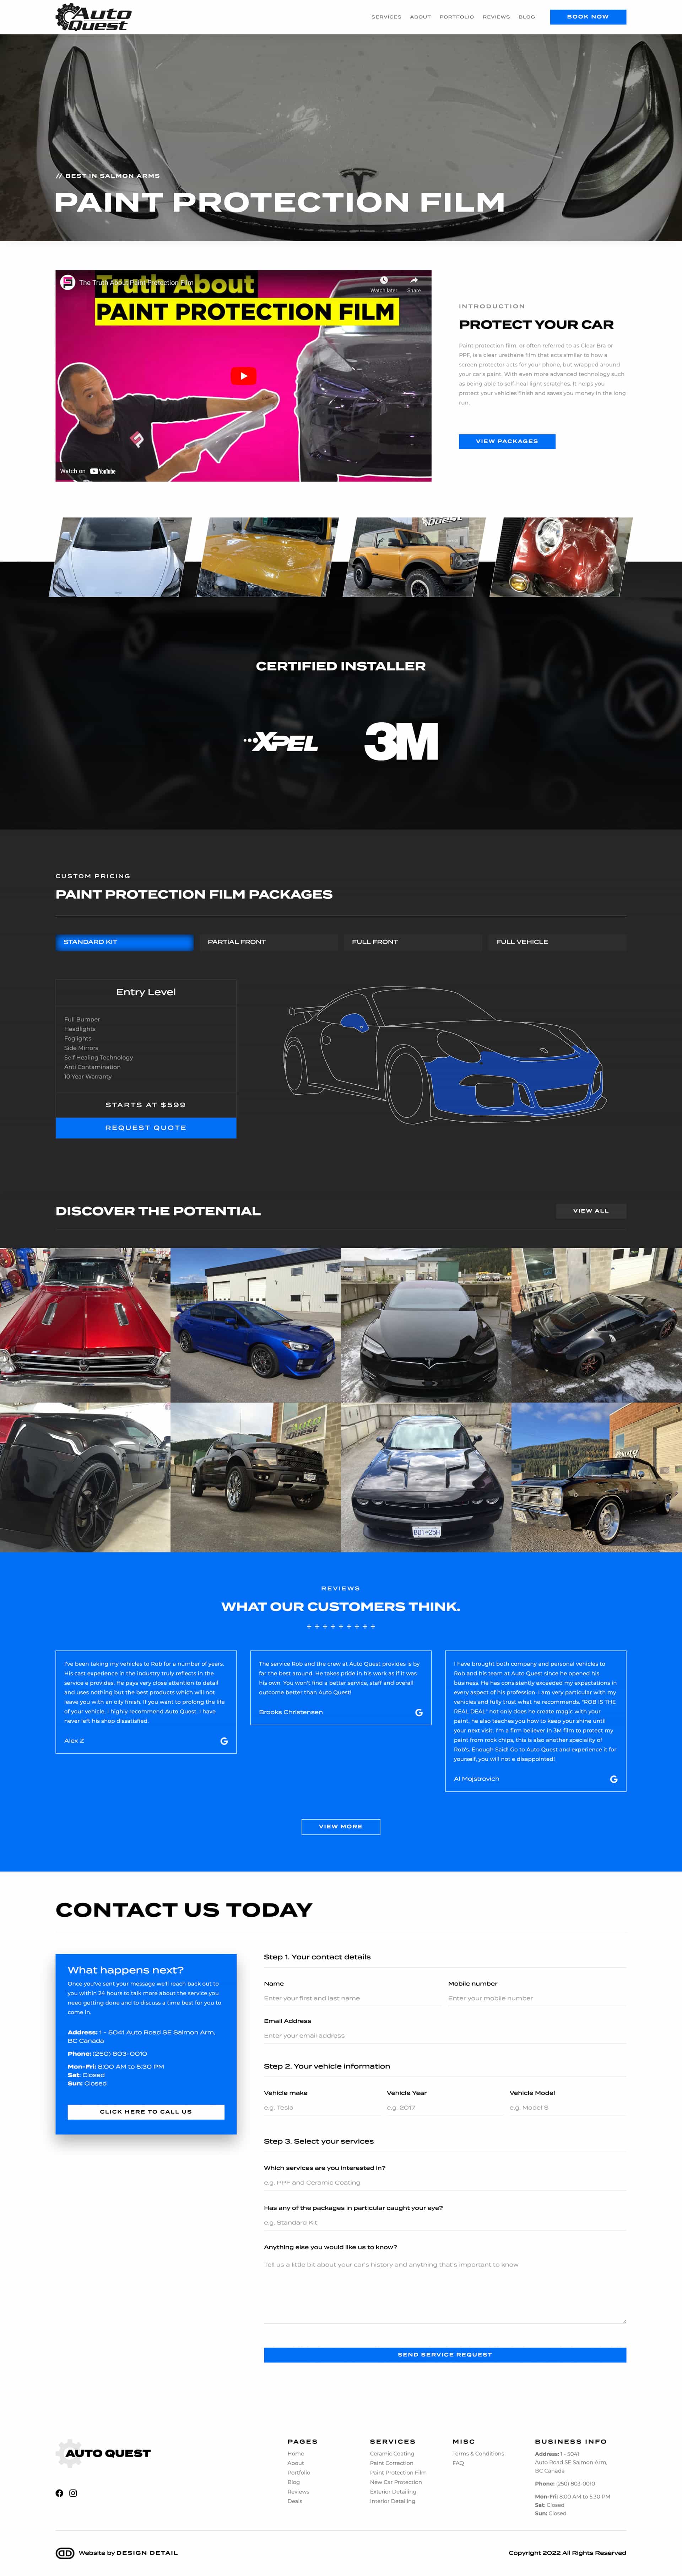 Auto Quest
SERVICES ABOUT PORTFOLIO REVIEWS BLOG BOOK NOW
// BEST IN SALMON ARMS
PAINT PROTECTION FILM
The Truth About Paint Protection Film
Watch later Share
Truth About
PAINT PROTECTION FILM
Watch on YouTube
INTRODUCTION
PROTECT YOUR CAR
Paint protection film, or often referred to as Clear Bra or
PPF, is a clear urethane film that acts similar to how a
screen protector acts for your phone, but wrapped around
your car's paint. With even more advanced technology such
as being able to self-heal light scratches. It helps you
protect your vehicles finish and saves you money in the long
run.
VIEW PACKAGES
CERTIFIED INSTALLER
XPEL 3M
CUSTOM PRICING
PAINT PROTECTION FILM PACKAGES
STANDARD KIT PARTIAL FRONT FULL FRONT FULL VEHICLE
Entry Level
Full Bumper
Headlights
Foglights
Side Mirrors
Self Healing Technology
Anti Contamination
10 Year Warranty
STARTS AT $599
REQUEST QUOTE
DISCOVER THE POTENTIAL
VIEW ALL
REVIEWS
WHAT OUR CUSTOMERS THINK.
I've been taking my vehicles to Rob for a number of years.
His cast experience in the industry truly reflects in the
service e provides. He pays very close attention to detail
and uses nothing but the best products which will not
leave you with an oily finish. If you want to prolong the life
of your vehicle, I highly recommend Auto Quest. I have
never left his shop dissatisfied.
Alex Z
The service Rob and the crew at Auto Quest provides is by
far the best around. He takes pride in his work as if it was
his own. You won't find a better service, staff and overall
outcome better than Auto Quest!
Brooks Christensen
I have brought both company and personal vehicles to
Rob and his team at Auto Quest since he opened his
business. He has consistently exceeded my expectations in
every aspect of his profession. I am very particular with my
vehicles and fully trust what he recommends. "ROB IS THE
REAL DEAL" not only does he create magic with your
paint, he also teaches you how to keep your shine until
your next visit. I'm a firm believer in 3M film to protect my
paint from rock chips, this is also another speciality of
Rob's. Enough Said! Go to Auto Quest and experience it for
yourself, you will not e disappointed!
Al Mojstrovich
VIEW MORE
CONTACT US TODAY
What happens next?
Once you've sent your message we'll reach back out to
you within 24 hours to talk more about the service you
need getting done and to discuss a time best for you to
come in.
Address: 1 - 5041 Auto Road SE Salmon Arm,
BC Canada
Phone: (250) 803-0010
Mon-Fri: 8:00 AM to 5:30 PM
Sat: Closed
Sun: Closed
CLICK HERE TO CALL US
Step 1. Your contact details
Name Mobile number
Enter your first and last name Enter your mobile number
Email Address
Enter your email address
Step 2. Your vehicle information
Vehicle make Vehicle Year Vehicle Model
e.g. Tesla e.g. 2017 e.g. Model S
Step 3. Select your services
Which services are you interested in?
e.g. PPF and Ceramic Coating
Has any of the packages in particular caught your eye?
e.g. Standard Kit
Anything else you would like us to know?
Tell us a little bit about your car's history and anything that's important to know
SEND SERVICE REQUEST
AUTO QUEST
PAGES
Home
About
Portfolio
Blog
Reviews
Deals
SERVICES
Ceramic Coating
Paint Correction
Paint Protection Film
New Car Protection
Exterior Detailing
Interior Detailing
MISC
Terms & Conditions
FAQ
BUSINESS INFO
Address: 1 - 5041
Auto Road SE Salmon Arm,
BC Canada
Phone: (250) 803-0010
Mon-Fri: 8:00 AM to 5:30 PM
Sat: Closed
Sun: Closed
Website by DESIGN DETAIL
Copyright 2022 All Rights Reserved